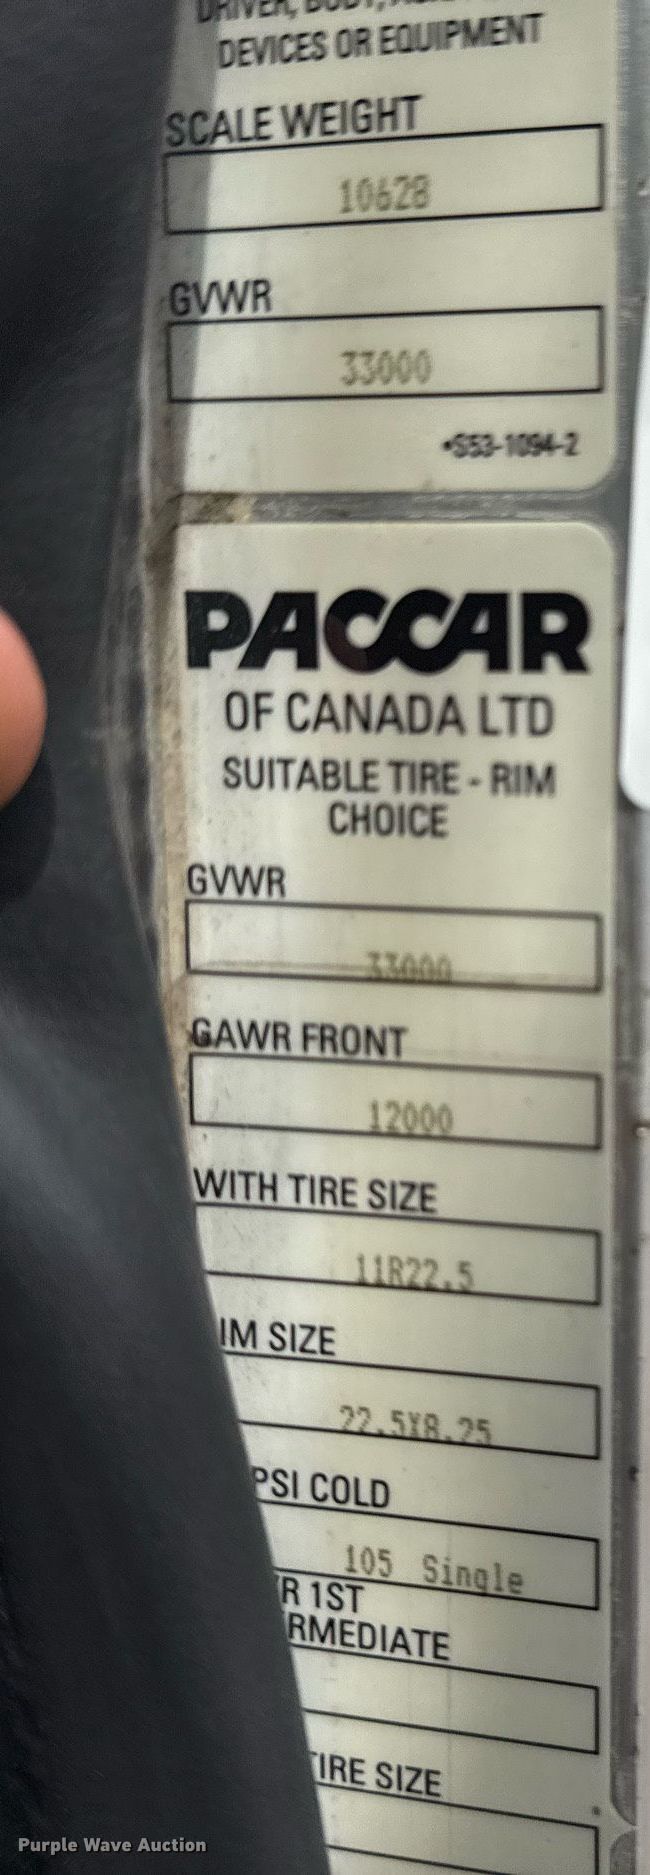 DRIVER, BODY,
DEVICES OR EQUIPMENT
SCALE WEIGHT
10628
GVWR
33000
•S53-1094-2
PACCAR
OF CANADA LTD
SUITABLE TIRE - RIM
CHOICE
GVWR
33000
GAWR FRONT
12000
WITH TIRE SIZE
11R22.5
IM SIZE
22.5X8.25
PSI COLD
105 Single
R 1ST
RMEDIATE
TIRE SIZE
Purple Wave Auction